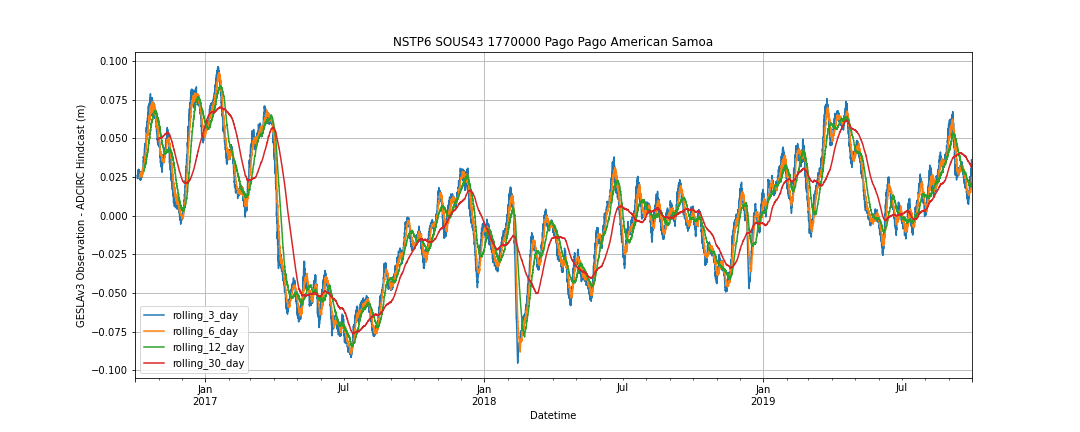 NSTP6 SOUS43 1770000 Pago Pago American Samoa
GESLAv3 Observation - ADCIRC Hindcast (m)
0.100
0.075
0.050
0.025
0.000
−0.025
−0.050
−0.075
−0.100
rolling_3_day
rolling_6_day
rolling_12_day
rolling_30_day
Jan
2017
Jul
Jan
2018
Jul
Jan
2019
Jul
Datetime